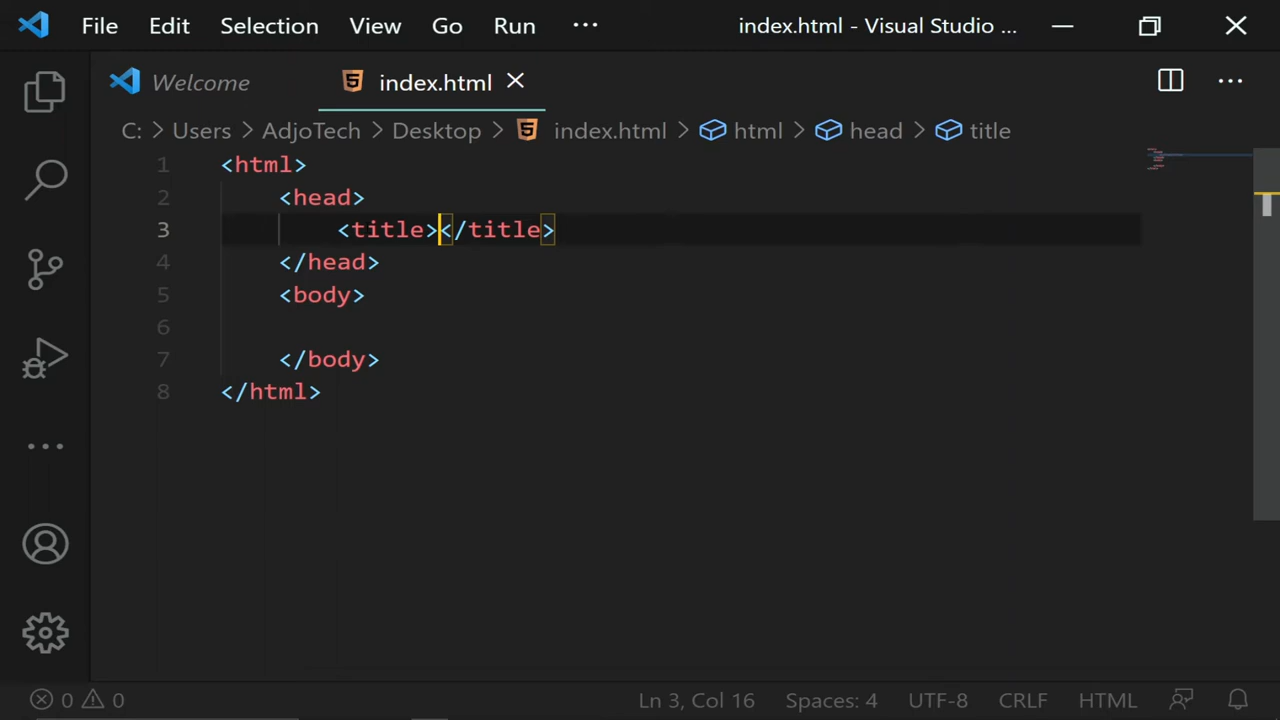 File Edit Selection View Go Run ··· index.html - Visual Studio ...
Welcome index.html
C: > Users > AdjoTech > Desktop > index.html > html > head > title
1 <html>
2 <head>
3 <title></title>
4 </head>
5 <body>
6
7 </body>
8 </html>
0 0 Ln 3, Col 16 Spaces: 4 UTF-8 CRLF HTML